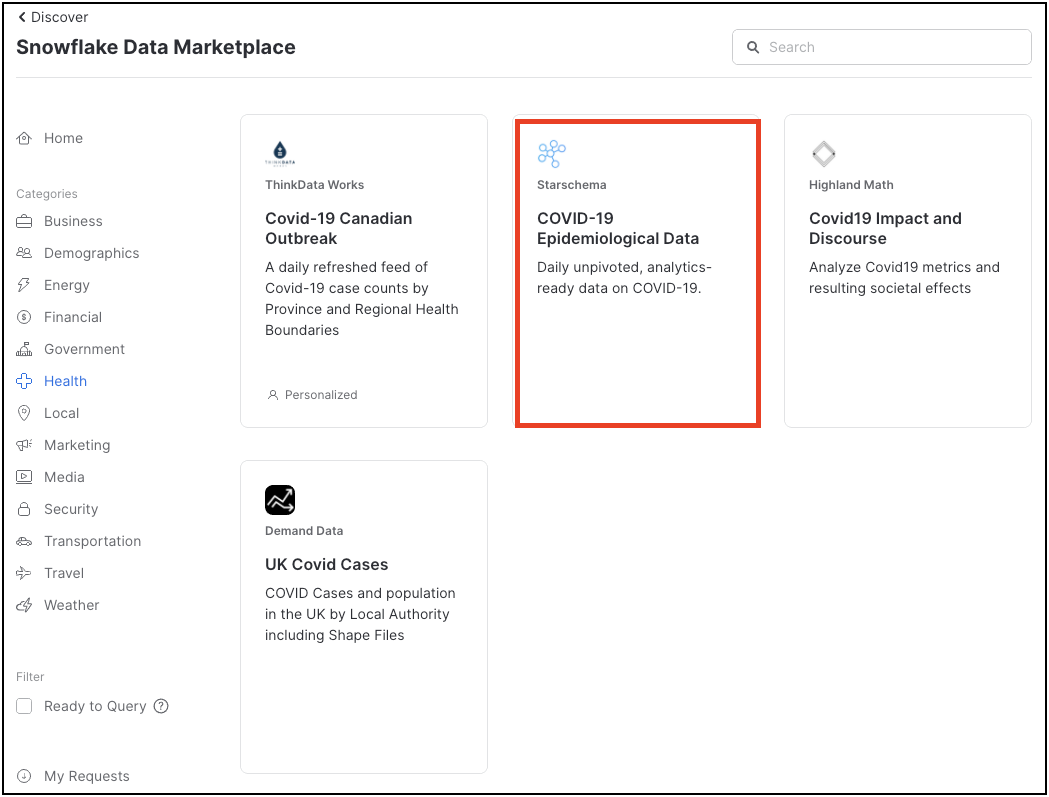 Discover
Snowflake Data Marketplace
Search
Home
Categories
Business
Demographics
Energy
Financial
Government
Health
Local
Marketing
Media
Security
Transportation
Travel
Weather
Filter
Ready to Query ?
My Requests
THINKDATA
ThinkData Works
Covid-19 Canadian
Outbreak
A daily refreshed feed of
Covid-19 case counts by
Province and Regional Health
Boundaries
Personalized
Starschema
COVID-19
Epidemiological Data
Daily unpivoted, analytics-
ready data on COVID-19.
Highland Math
Covid19 Impact and
Discourse
Analyze Covid19 metrics and
resulting societal effects
Demand Data
UK Covid Cases
COVID Cases and population
in the UK by Local Authority
including Shape Files